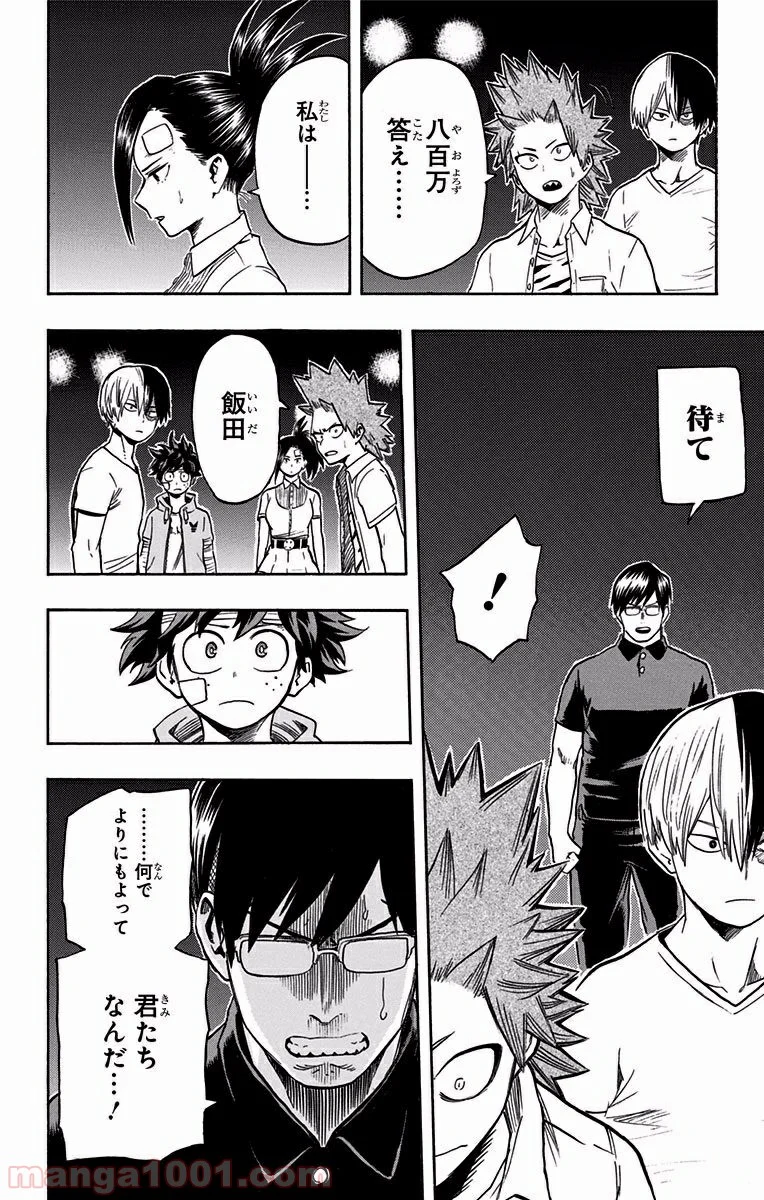 八百万
答え……
私は――…
待て
！
飯田
…………何で
よりにもよって
君たち
なんだ…！
manga1001.com